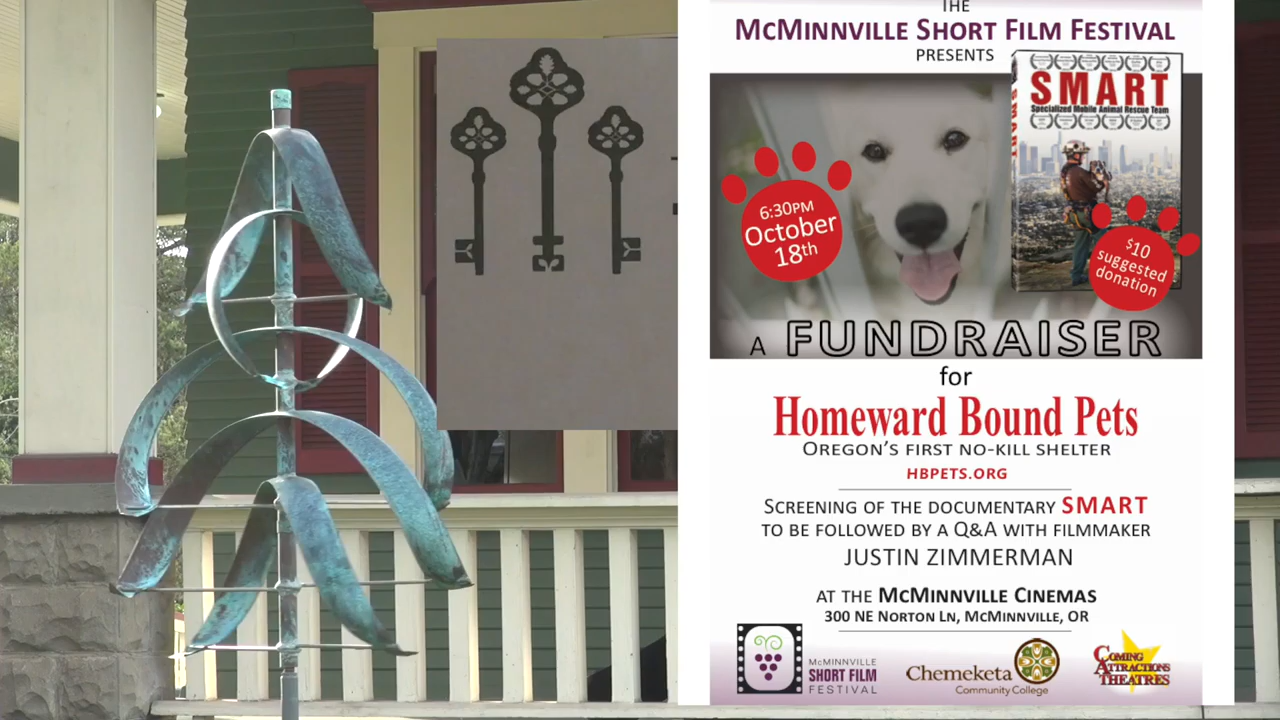 THE
MCMINNVILLE SHORT FILM FESTIVAL
PRESENTS
SMART
Specialized Mobile Animal Rescue Team
SMART
6:30PM
October
18th
$10
suggested
donation
A FUNDRAISER
for
Homeward Bound Pets
OREGON'S FIRST NO-KILL SHELTER
HBPETS.ORG
SCREENING OF THE DOCUMENTARY SMART
TO BE FOLLOWED BY A Q&A WITH FILMMAKER
JUSTIN ZIMMERMAN
AT THE MCMINNVILLE CINEMAS
300 NE NORTON LN, MCMINNVILLE, OR
MCMINNVILLE
SHORT FILM
FESTIVAL
Chemeketa
Community College
COMING
ATTRACTIONS
THEATRES